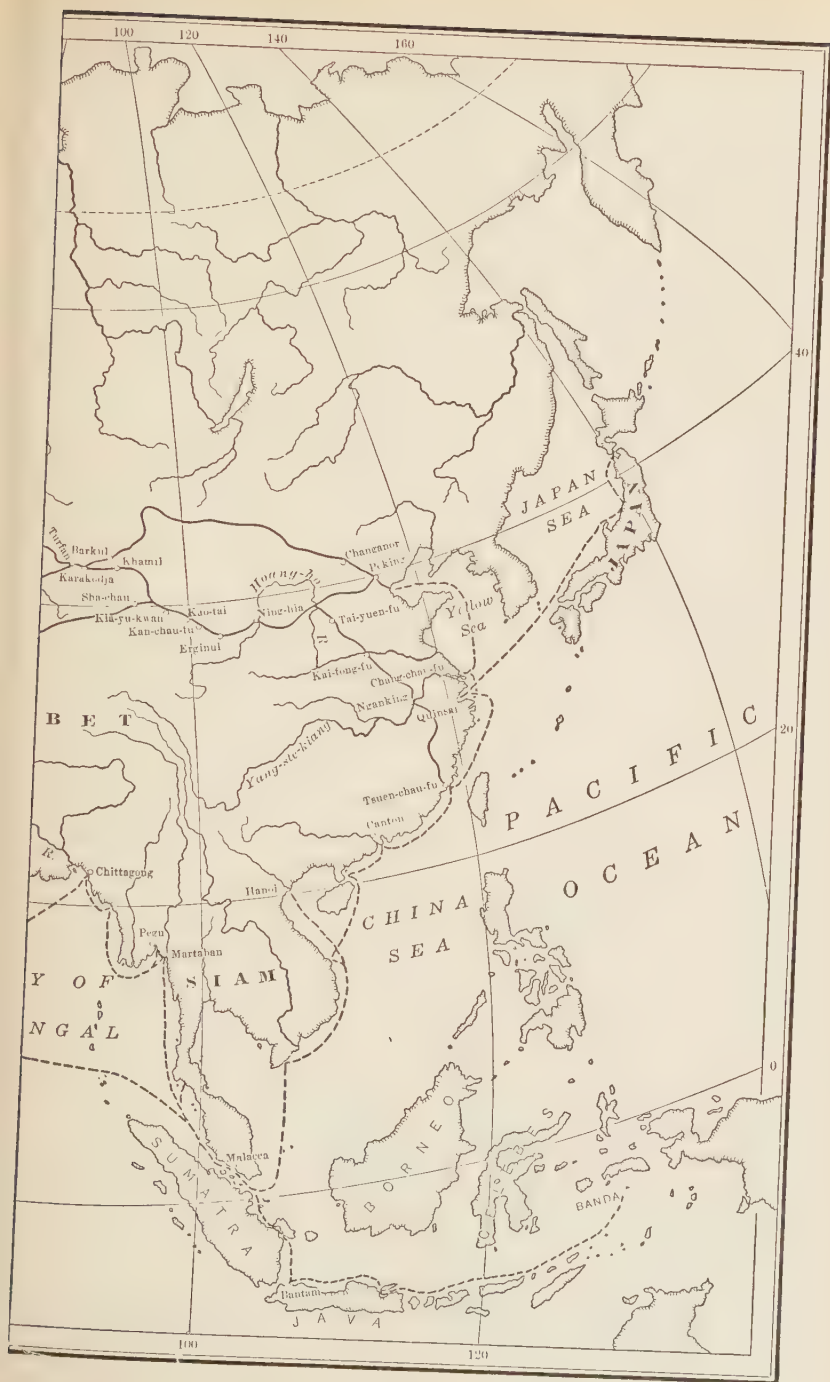 100
120
140
160
40
JAPAN
SEA
JAPAN
Turfan
Barkul
Khamil
Karakodja
Changanor
Peking
Hoang-ho
Sha-chau
Kia-yu-kwan
Kan-chau-fu
Kao-tai
Erginul
Ning-hia
Tai-yuen-fu
Yellow
Sea
Kai-fong-fu
Chang-chau-fu
Nganking
Quinsai
BET
Yang-sze-kiang
Tsuen-chau-fu
Canton
20
PACIFIC
OCEAN
R.
Chittagong
Hanoi
CHINA
SEA
Pegu
Martaban
SIAM
Y OF
NGAL
0
Malacca
SUMATRA
BORNEO
CELEBES
BANDA
Bantam
JAVA
100
120